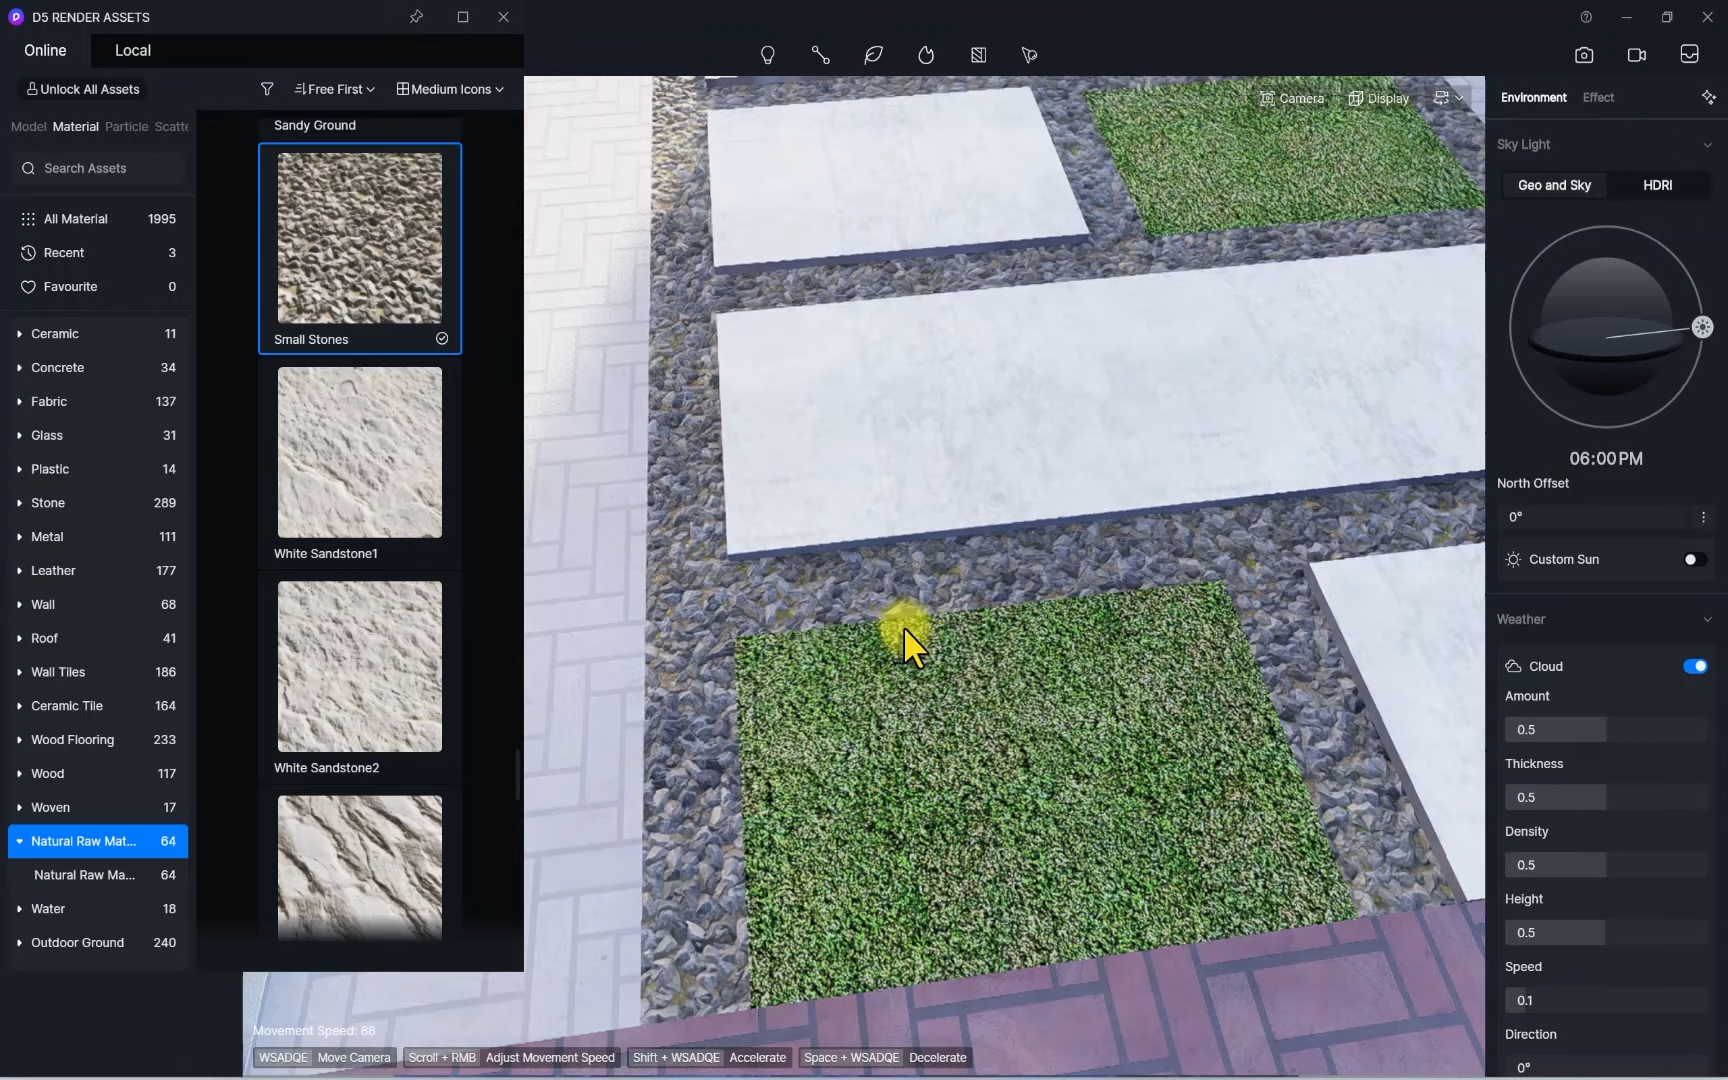 D5 RENDER ASSETS
Online
Local
Unlock All Assets
Free First
Medium Icons
Model Material Particle Scatte
Search Assets
All Material 1995
Recent 3
Favourite 0
Ceramic 11
Concrete 34
Fabric 137
Glass 31
Plastic 14
Stone 289
Metal 111
Leather 177
Wall 68
Roof 41
Wall Tiles 186
Ceramic Tile 164
Wood Flooring 233
Wood 117
Woven 17
Natural Raw Mat... 64
Natural Raw Ma... 64
Water 18
Outdoor Ground 240
Sandy Ground
Small Stones
White Sandstone1
White Sandstone2
Camera
Display
Movement Speed: 88
WSADQE Move Camera Scroll + RMB Adjust Movement Speed Shift + WSADQE Accelerate Space + WSADQE Decelerate
Environment Effect
Sky Light
Geo and Sky HDRI
06:00 PM
North Offset
0°
Custom Sun
Weather
Cloud
Amount
0.5
Thickness
0.5
Density
0.5
Height
0.5
Speed
0.1
Direction
0°